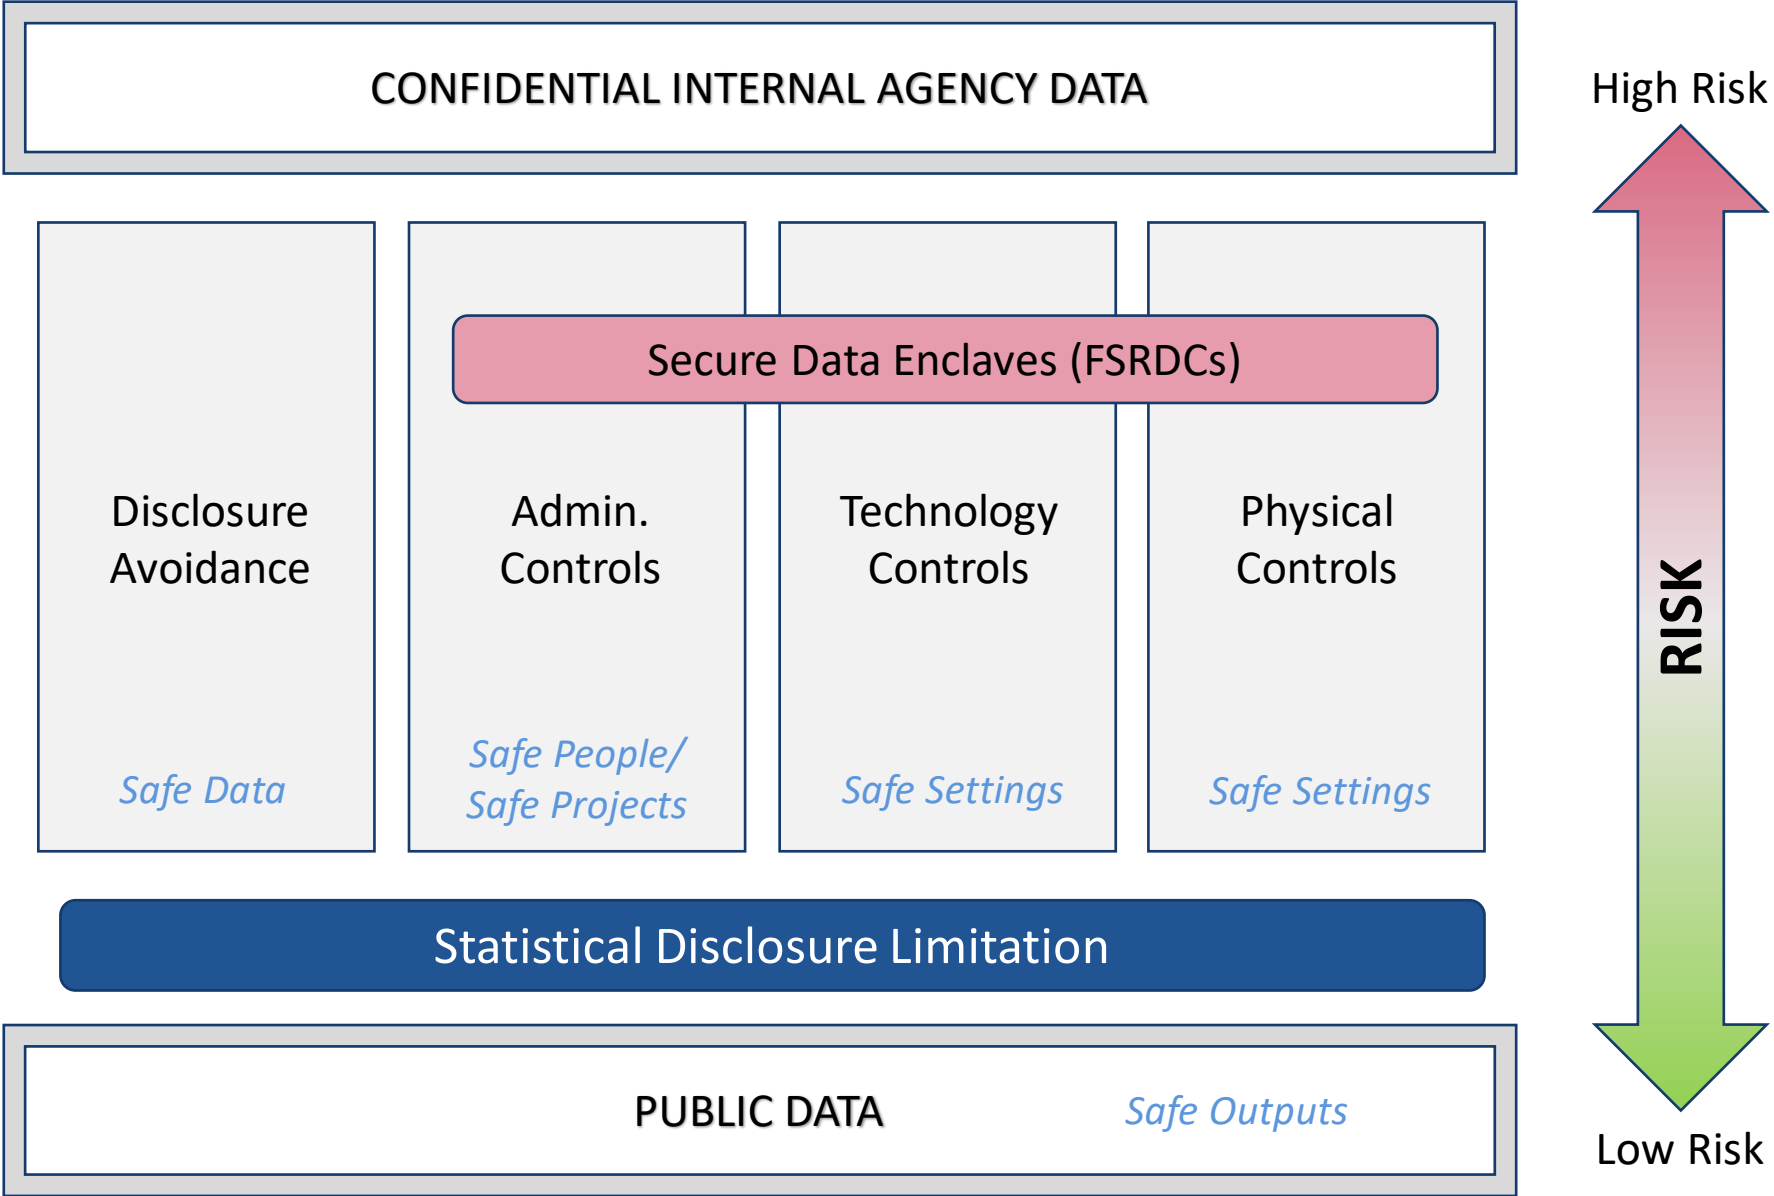 CONFIDENTIAL INTERNAL AGENCY DATA
High Risk
Secure Data Enclaves (FSRDCs)
Disclosure
Avoidance
Admin.
Controls
Technology
Controls
Physical
Controls
RISK
Safe Data
Safe People/
Safe Projects
Safe Settings
Safe Settings
Statistical Disclosure Limitation
PUBLIC DATA
Safe Outputs
Low Risk